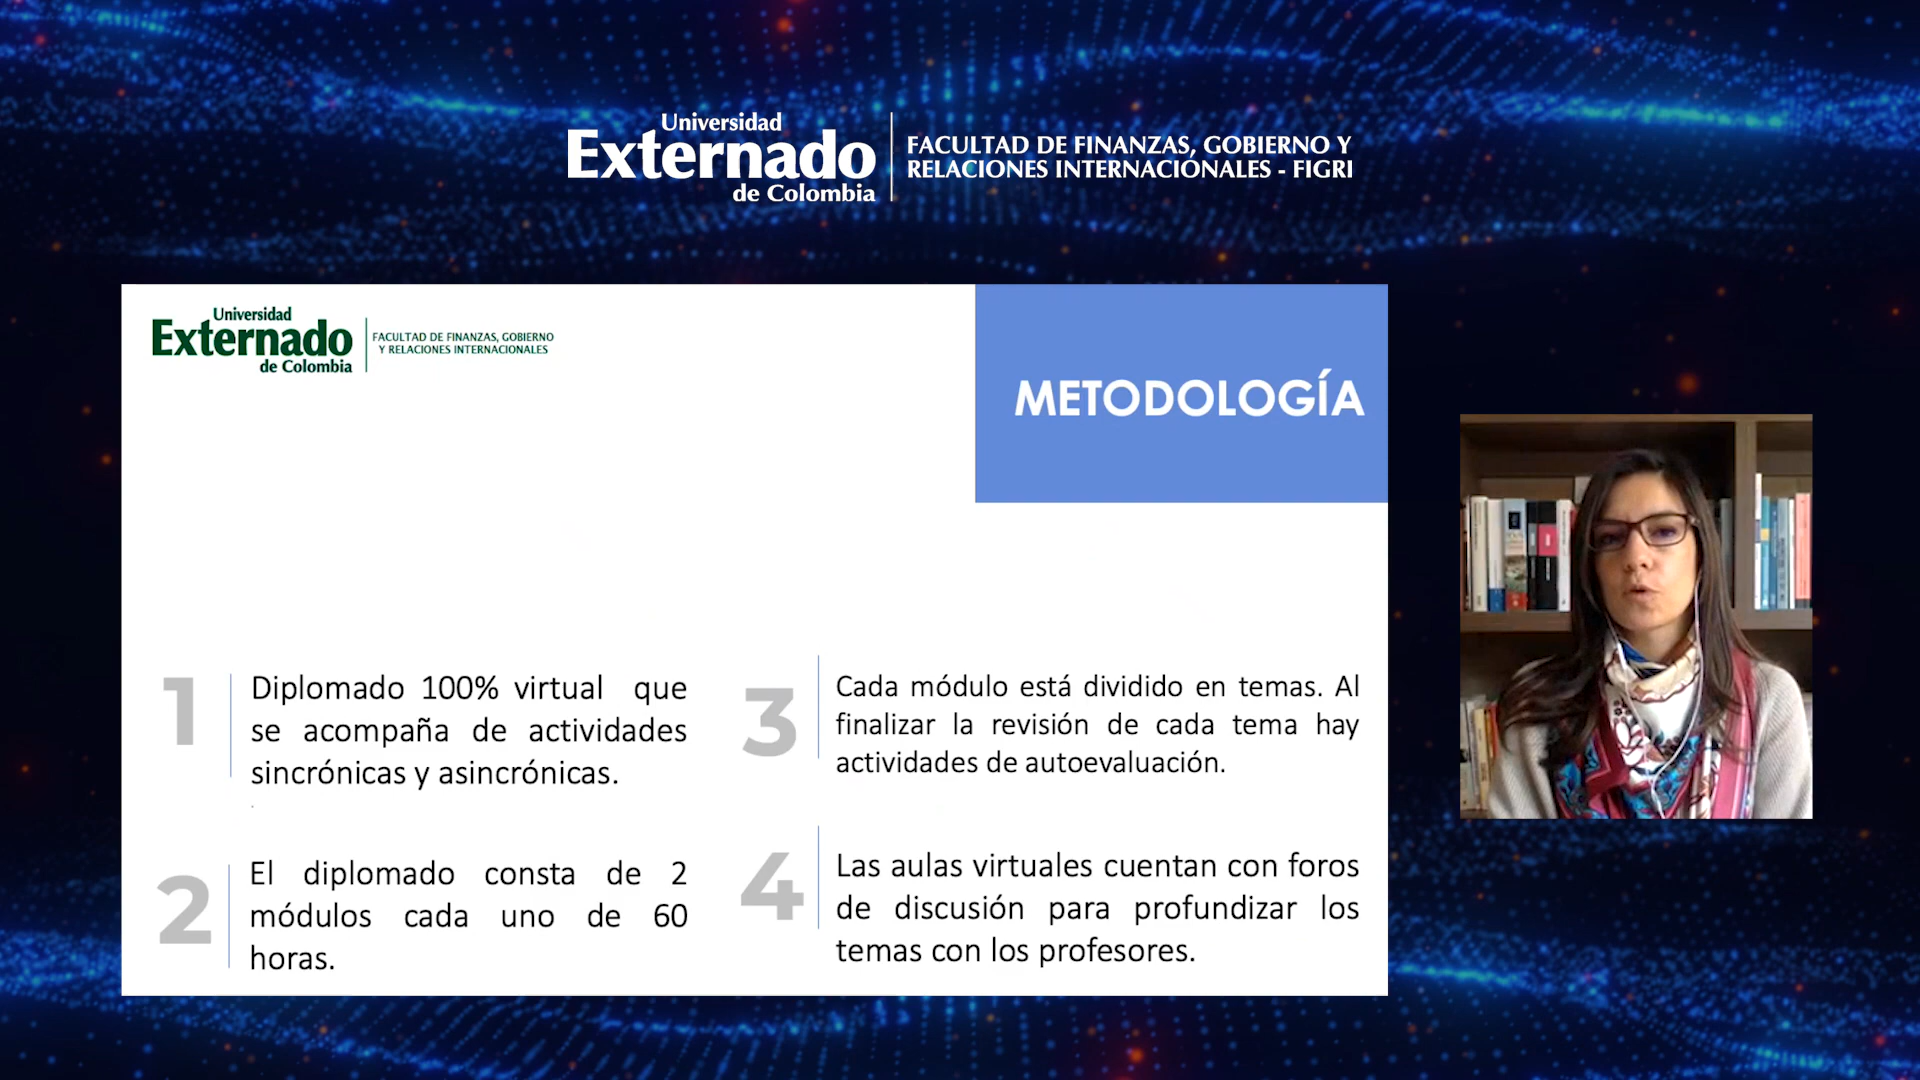 Universidad
Externado
de Colombia
FACULTAD DE FINANZAS, GOBIERNO Y
RELACIONES INTERNACIONALES - FIGRI
Universidad
Externado
de Colombia
FACULTAD DE FINANZAS, GOBIERNO
Y RELACIONES INTERNACIONALES
METODOLOGÍA
1
Diplomado 100% virtual que
se acompaña de actividades
sincrónicas y asincrónicas.
2
El diplomado consta de 2
módulos cada uno de 60
horas.
3
Cada módulo está dividido en temas. Al
finalizar la revisión de cada tema hay
actividades de autoevaluación.
4
Las aulas virtuales cuentan con foros
de discusión para profundizar los
temas con los profesores.